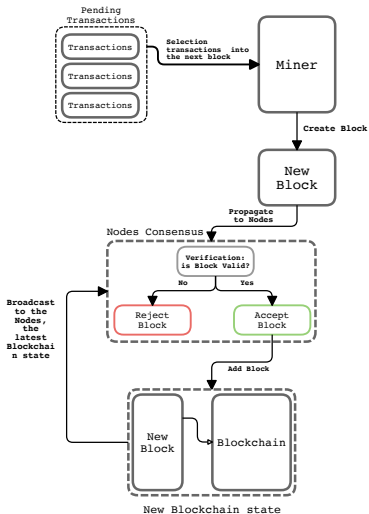 Pending
Transactions
Transactions
Transactions
Transactions
Selection
transactions into
the next block
Miner
Create Block
New
Block
Propagate
to Nodes
Nodes Consensus
Verification:
is Block Valid?
No
Yes
Reject
Block
Accept
Block
Broadcast
to the
Nodes,
the
latest
Blockchai
n state
Add Block
New
Block
Blockchain
New Blockchain state